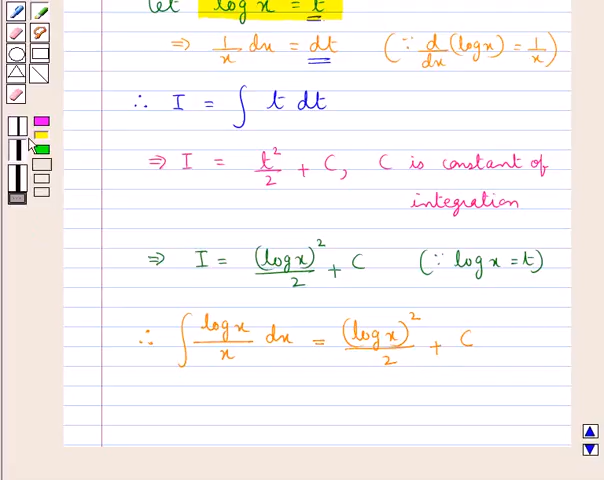 let log x = t
⇒ 1/x dx = dt (∵ d/dx (log x) = 1/x)
∴ I = ∫ t dt
⇒ I = t²/2 + C, C is constant of
integration
⇒ I = (log x)²/2 + C (∵ log x = t)
∴ ∫ log x/x dx = (log x)²/2 + C